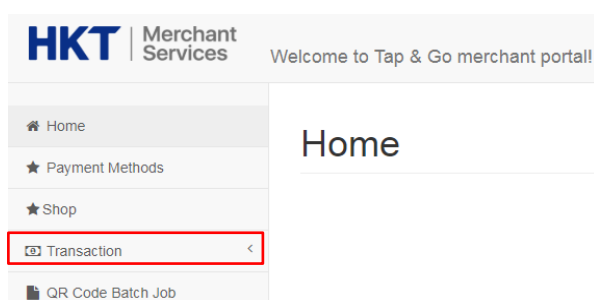 HKT Merchant Services
Welcome to Tap & Go merchant portal!
Home
Home
Payment Methods
Shop
Transaction
QR Code Batch Job